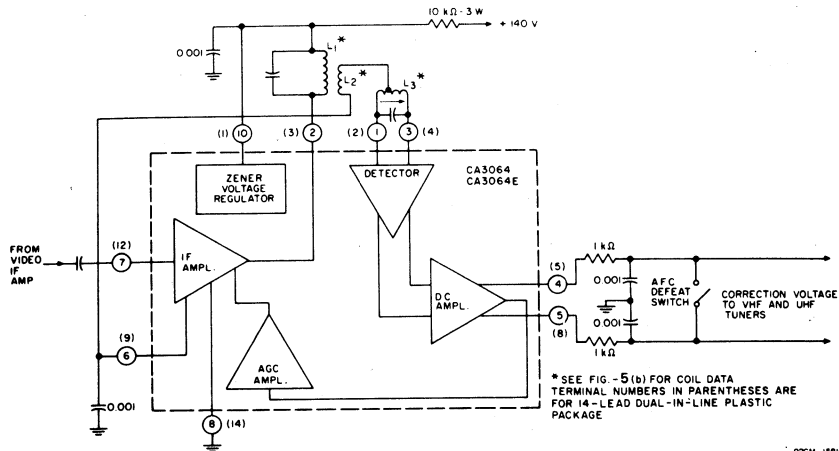 10 kΩ - 3 W
+ 140 V
0.001
L1*
L2*
L3*
(1) 10
(3) 2
(2) 1
3 (4)
ZENER
VOLTAGE
REGULATOR
DETECTOR
CA3064
CA3064E
FROM
VIDEO
IF
AMP
(12)
7
IF
AMPL.
DC
AMPL.
AGC
AMPL.
(9)
6
0.001
8 (14)
(5)
4
5
(8)
1 kΩ
0.001
0.001
1kΩ
AFC
DEFEAT
SWITCH
CORRECTION VOLTAGE
TO VHF AND UHF
TUNERS
* SEE FIG.-5(b) FOR COIL DATA
TERMINAL NUMBERS IN PARENTHESES ARE
FOR 14-LEAD DUAL-IN-LINE PLASTIC
PACKAGE